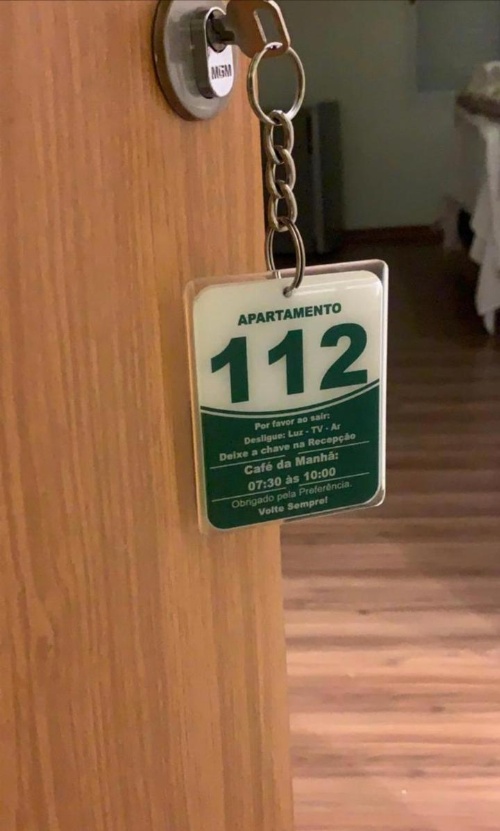 MGM
APARTAMENTO
112
Por favor ao sair:
Desligue: Luz - TV - Ar
Deixe a chave na Recepção
Café da Manhã:
07:30 às 10:00
Obrigado pela Preferência.
Volte Sempre!